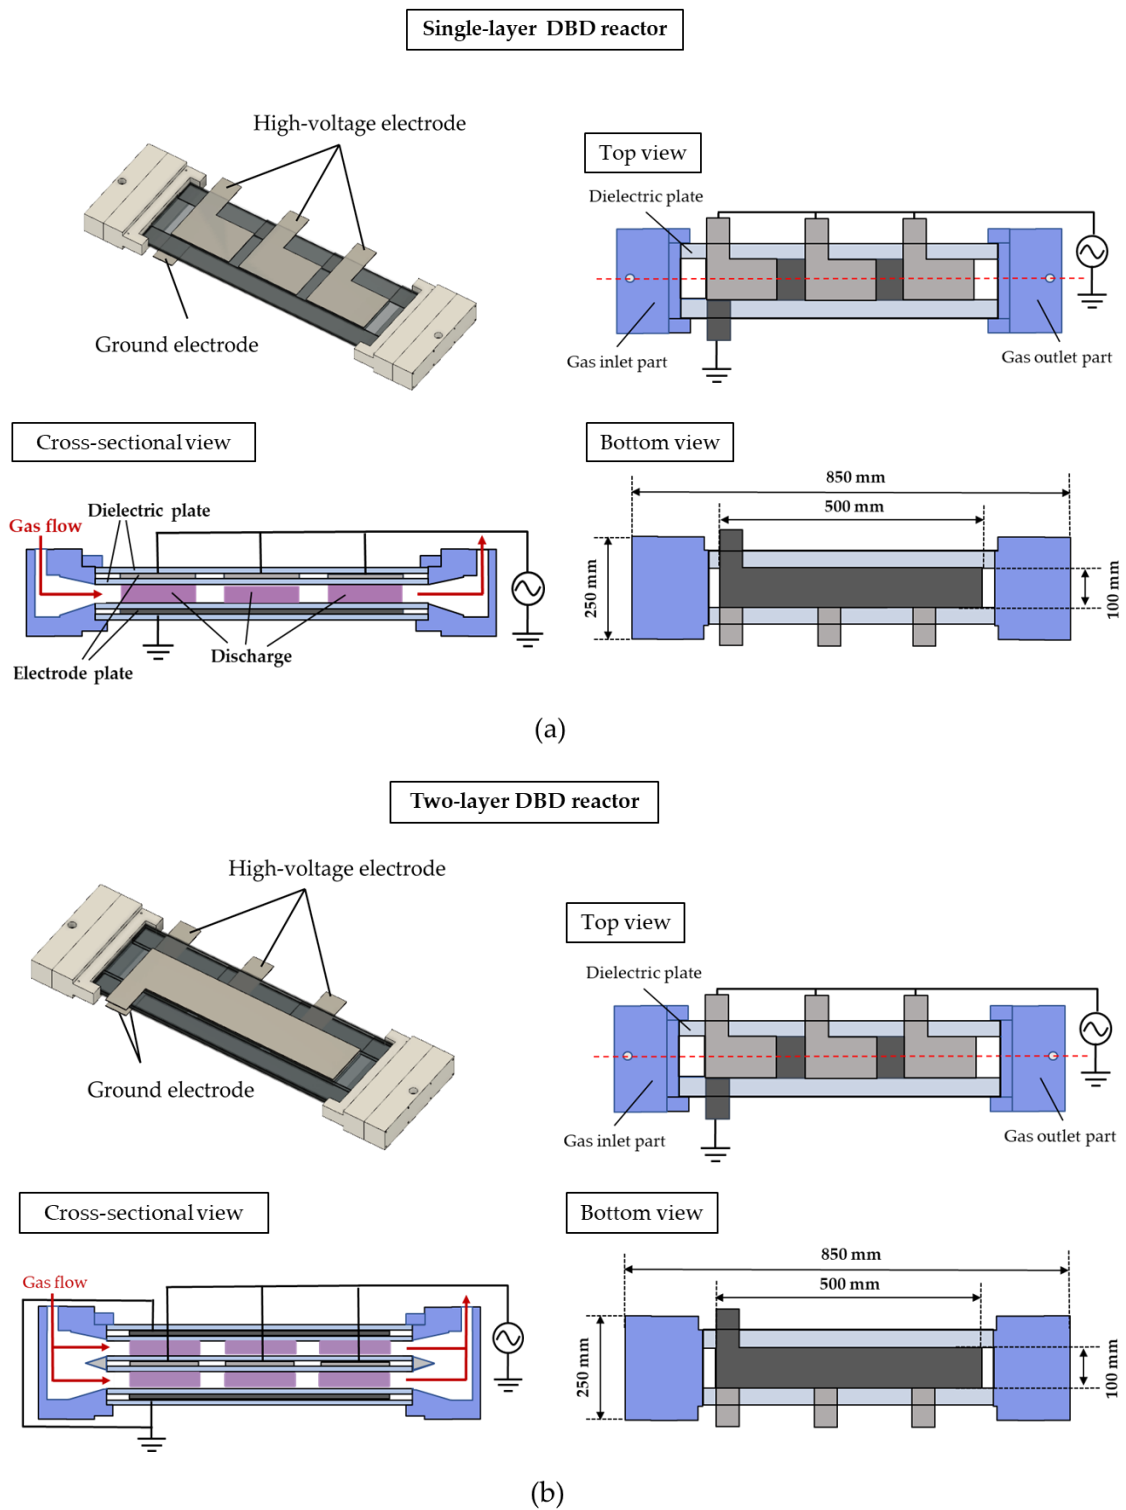 Single-layer DBD reactor
High-voltage electrode
Ground electrode
Top view
Dielectric plate
Gas inlet part
Gas outlet part
Cross-sectional view
Gas flow
Dielectric plate
Discharge
Electrode plate
Bottom view
850 mm
500 mm
250 mm
100 mm
(a)
Two-layer DBD reactor
High-voltage electrode
Ground electrode
Top view
Dielectric plate
Gas inlet part
Gas outlet part
Cross-sectional view
Gas flow
Bottom view
850 mm
500 mm
250 mm
100 mm
(b)